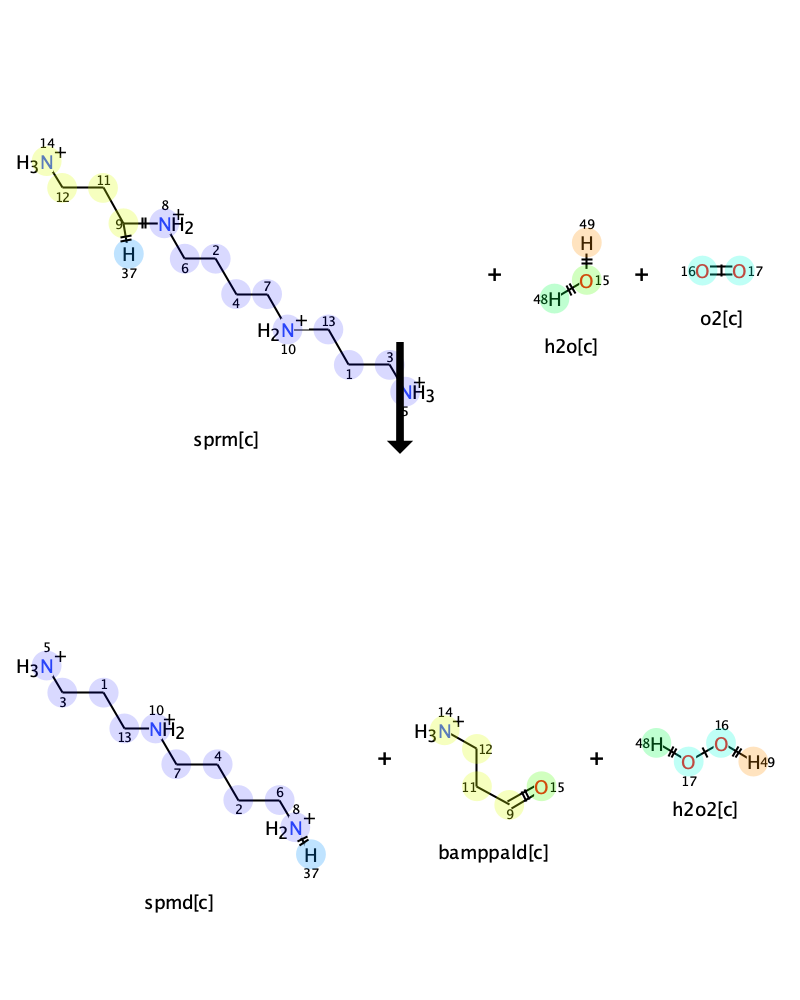 14
H3N+
11
12
9
8
NH2+
37
H
6
2
4
7
H2N+
10
13
1
3
NH3+
5
sprm[c]
+
49
H
48H
O15
h2o[c]
+
16O O17
o2[c]
5
H3N+
3
1
13
10
NH2+
7
4
2
6
8
H2N+
H
37
spmd[c]
+
14
H3N+
12
11
9
O15
bamppald[c]
+
48H
O
17
16
O
H49
h2o2[c]